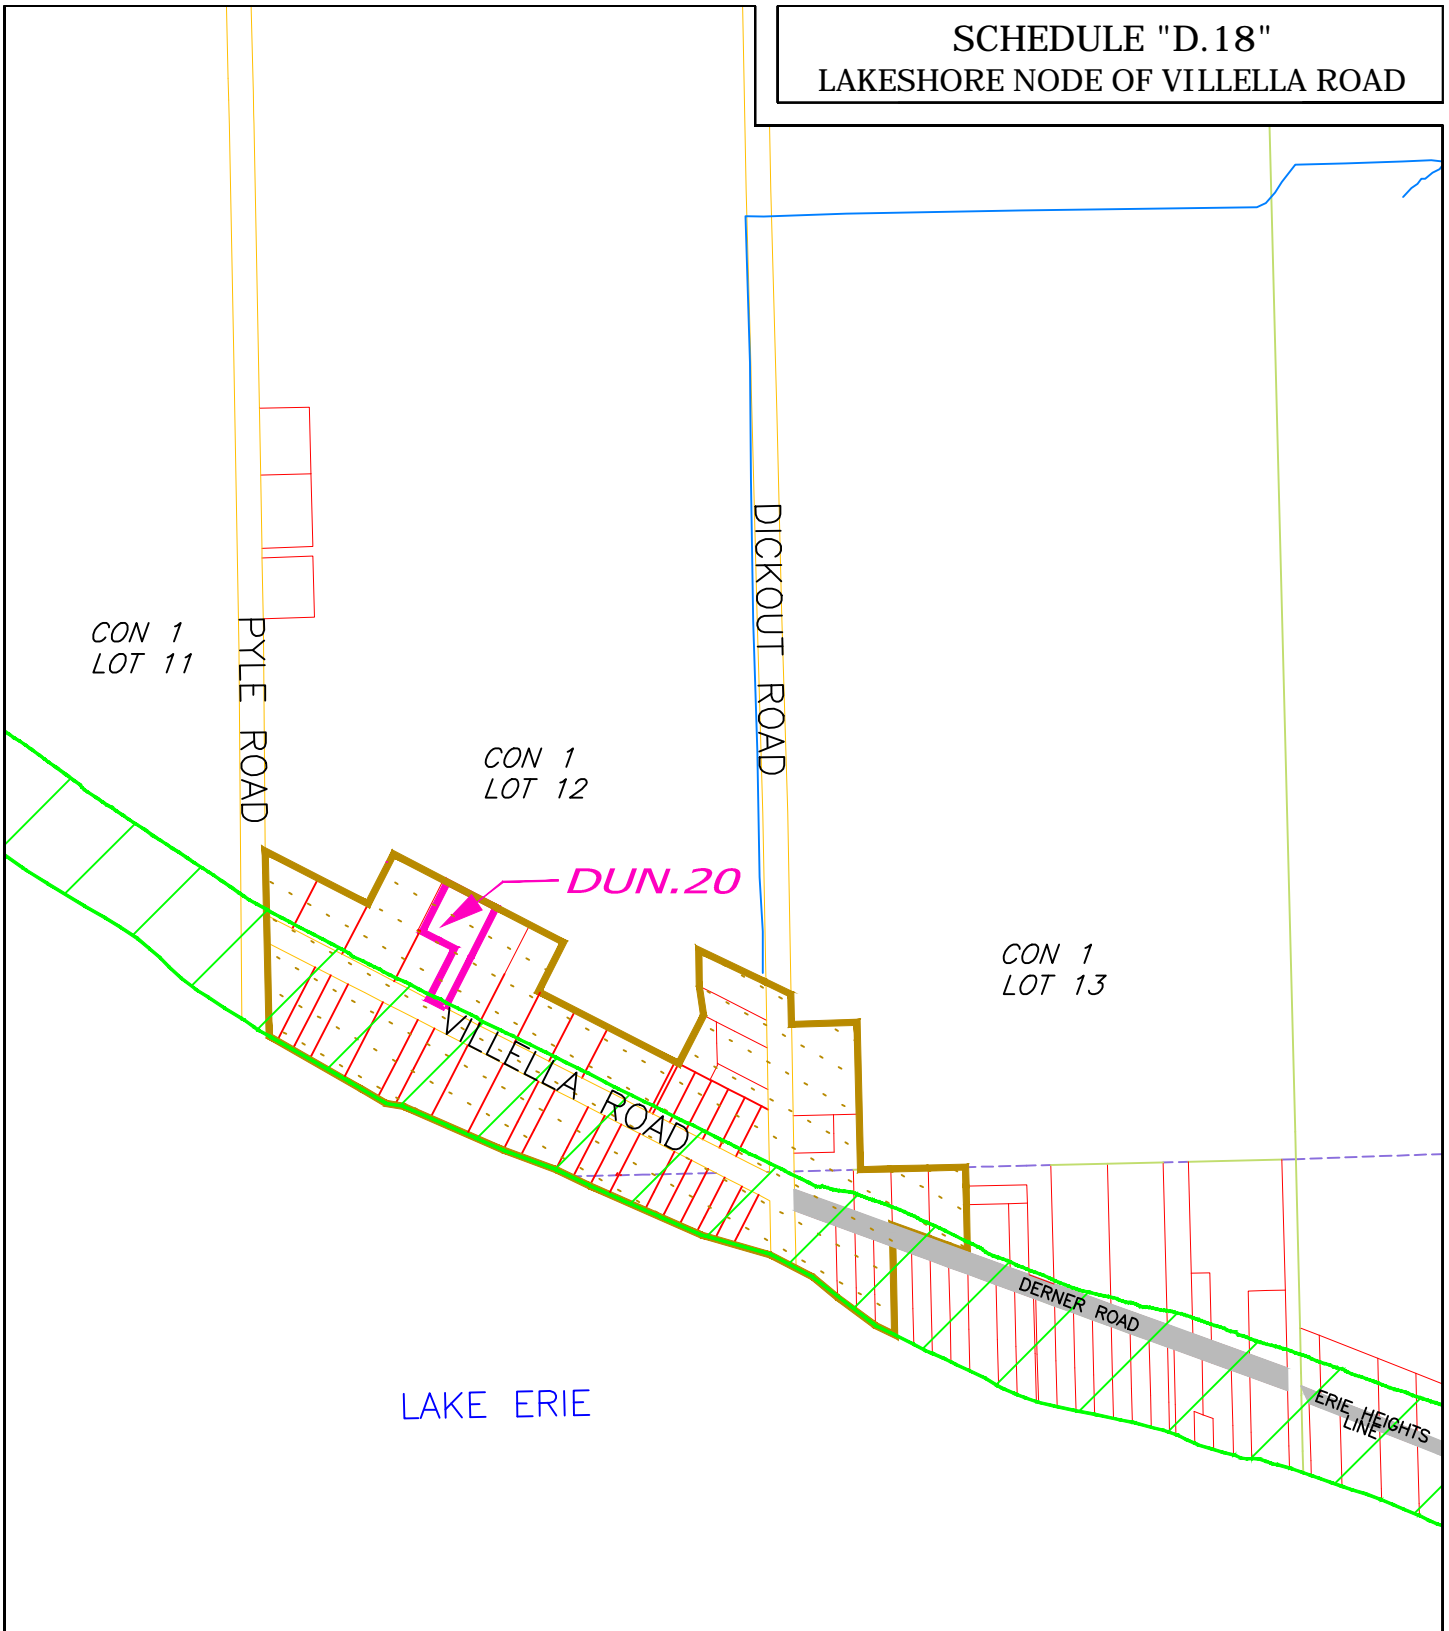 SCHEDULE "D.18"
LAKESHORE NODE OF VILLELLA ROAD
DICKOUT ROAD
CON 1
LOT 11
PYLE ROAD
CON 1
LOT 12
DUN.20
CON 1
LOT 13
VILLELLA ROAD
DERNER ROAD
LAKE ERIE
ERIE HEIGHTS
LINE